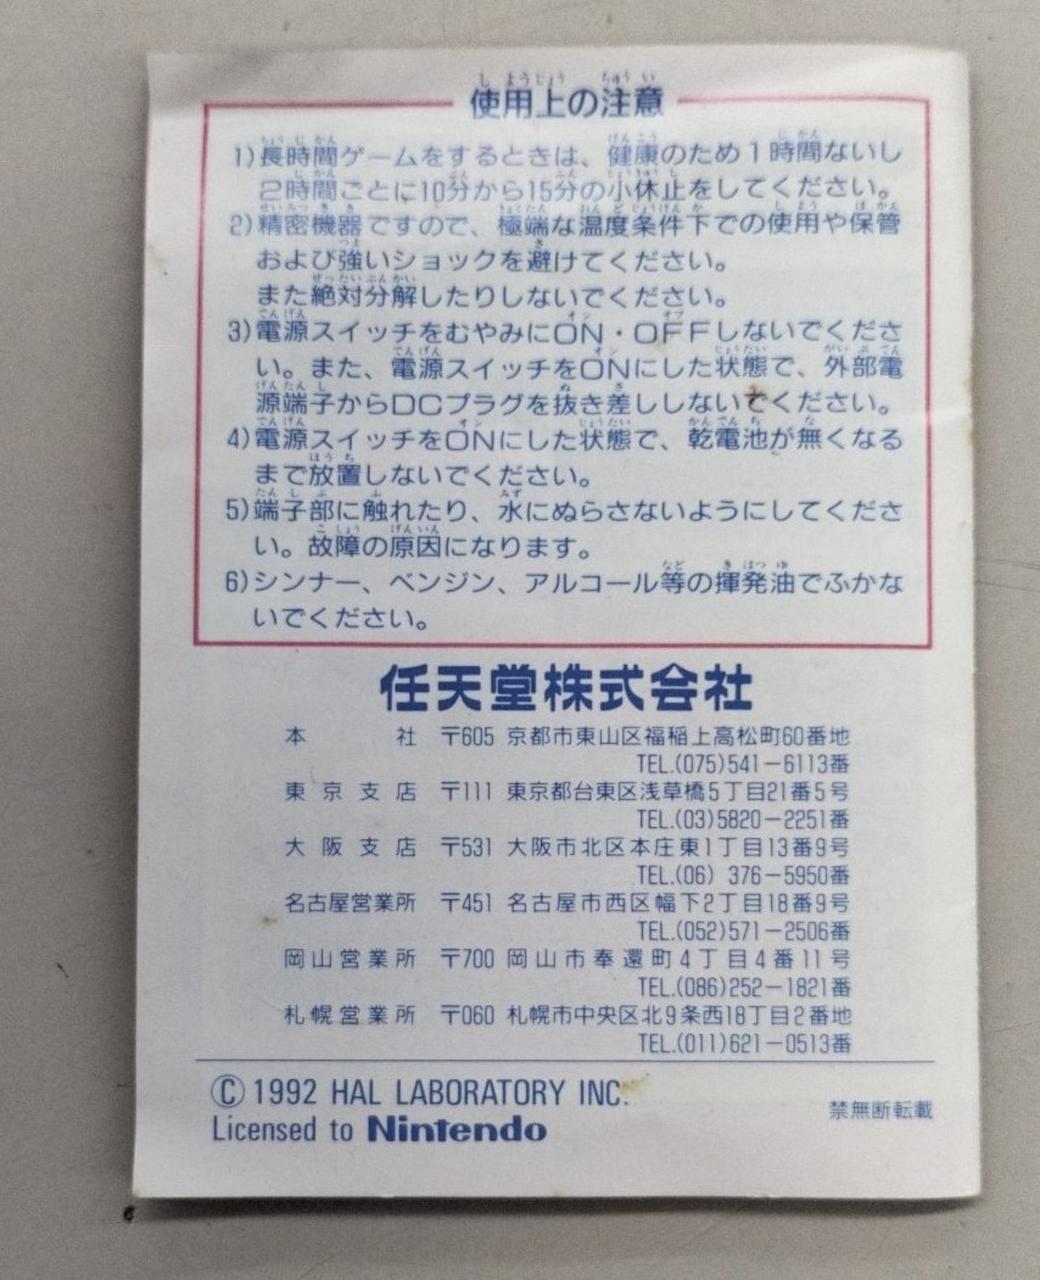 使用上の注意
1)長時間ゲームをするときは、健康のため1時間ないし
2時間ごとに10分から15分の小休止をしてください。
2)精密機器ですので、極端な温度条件下での使用や保管
および強いショックを避けてください。
また絶対分解したりしないでください。
3)電源スイッチをむやみにON・OFFしないでくださ
い。また、電源スイッチをONにした状態で、外部電
源端子からDCプラグを抜き差ししないでください。
4)電源スイッチをONにした状態で、乾電池が無くなる
まで放置しないでください。
5)端子部に触れたり、水にぬらさないようにしてくださ
い。故障の原因になります。
6)シンナー、ベンジン、アルコール等の揮発油でふかな
いでください。
任天堂株式会社
本社 〒605 京都市東山区福稲上高松町60番地
TEL.(075)541-6113番
東京支店 〒111 東京都台東区浅草橋5丁目21番5号
TEL.(03)5820-2251番
大阪支店 〒531 大阪市北区本庄東1丁目13番9号
TEL.(06) 376-5950番
名古屋営業所 〒451 名古屋市西区幅下2丁目18番9号
TEL.(052)571-2506番
岡山営業所 〒700 岡山市奉還町4丁目4番11号
TEL.(086)252-1821番
札幌営業所 〒060 札幌市中央区北9条西18丁目2番地
TEL.(011)621-0513番
Ⓒ 1992 HAL LABORATORY INC.
Licensed to Nintendo
禁無断転載